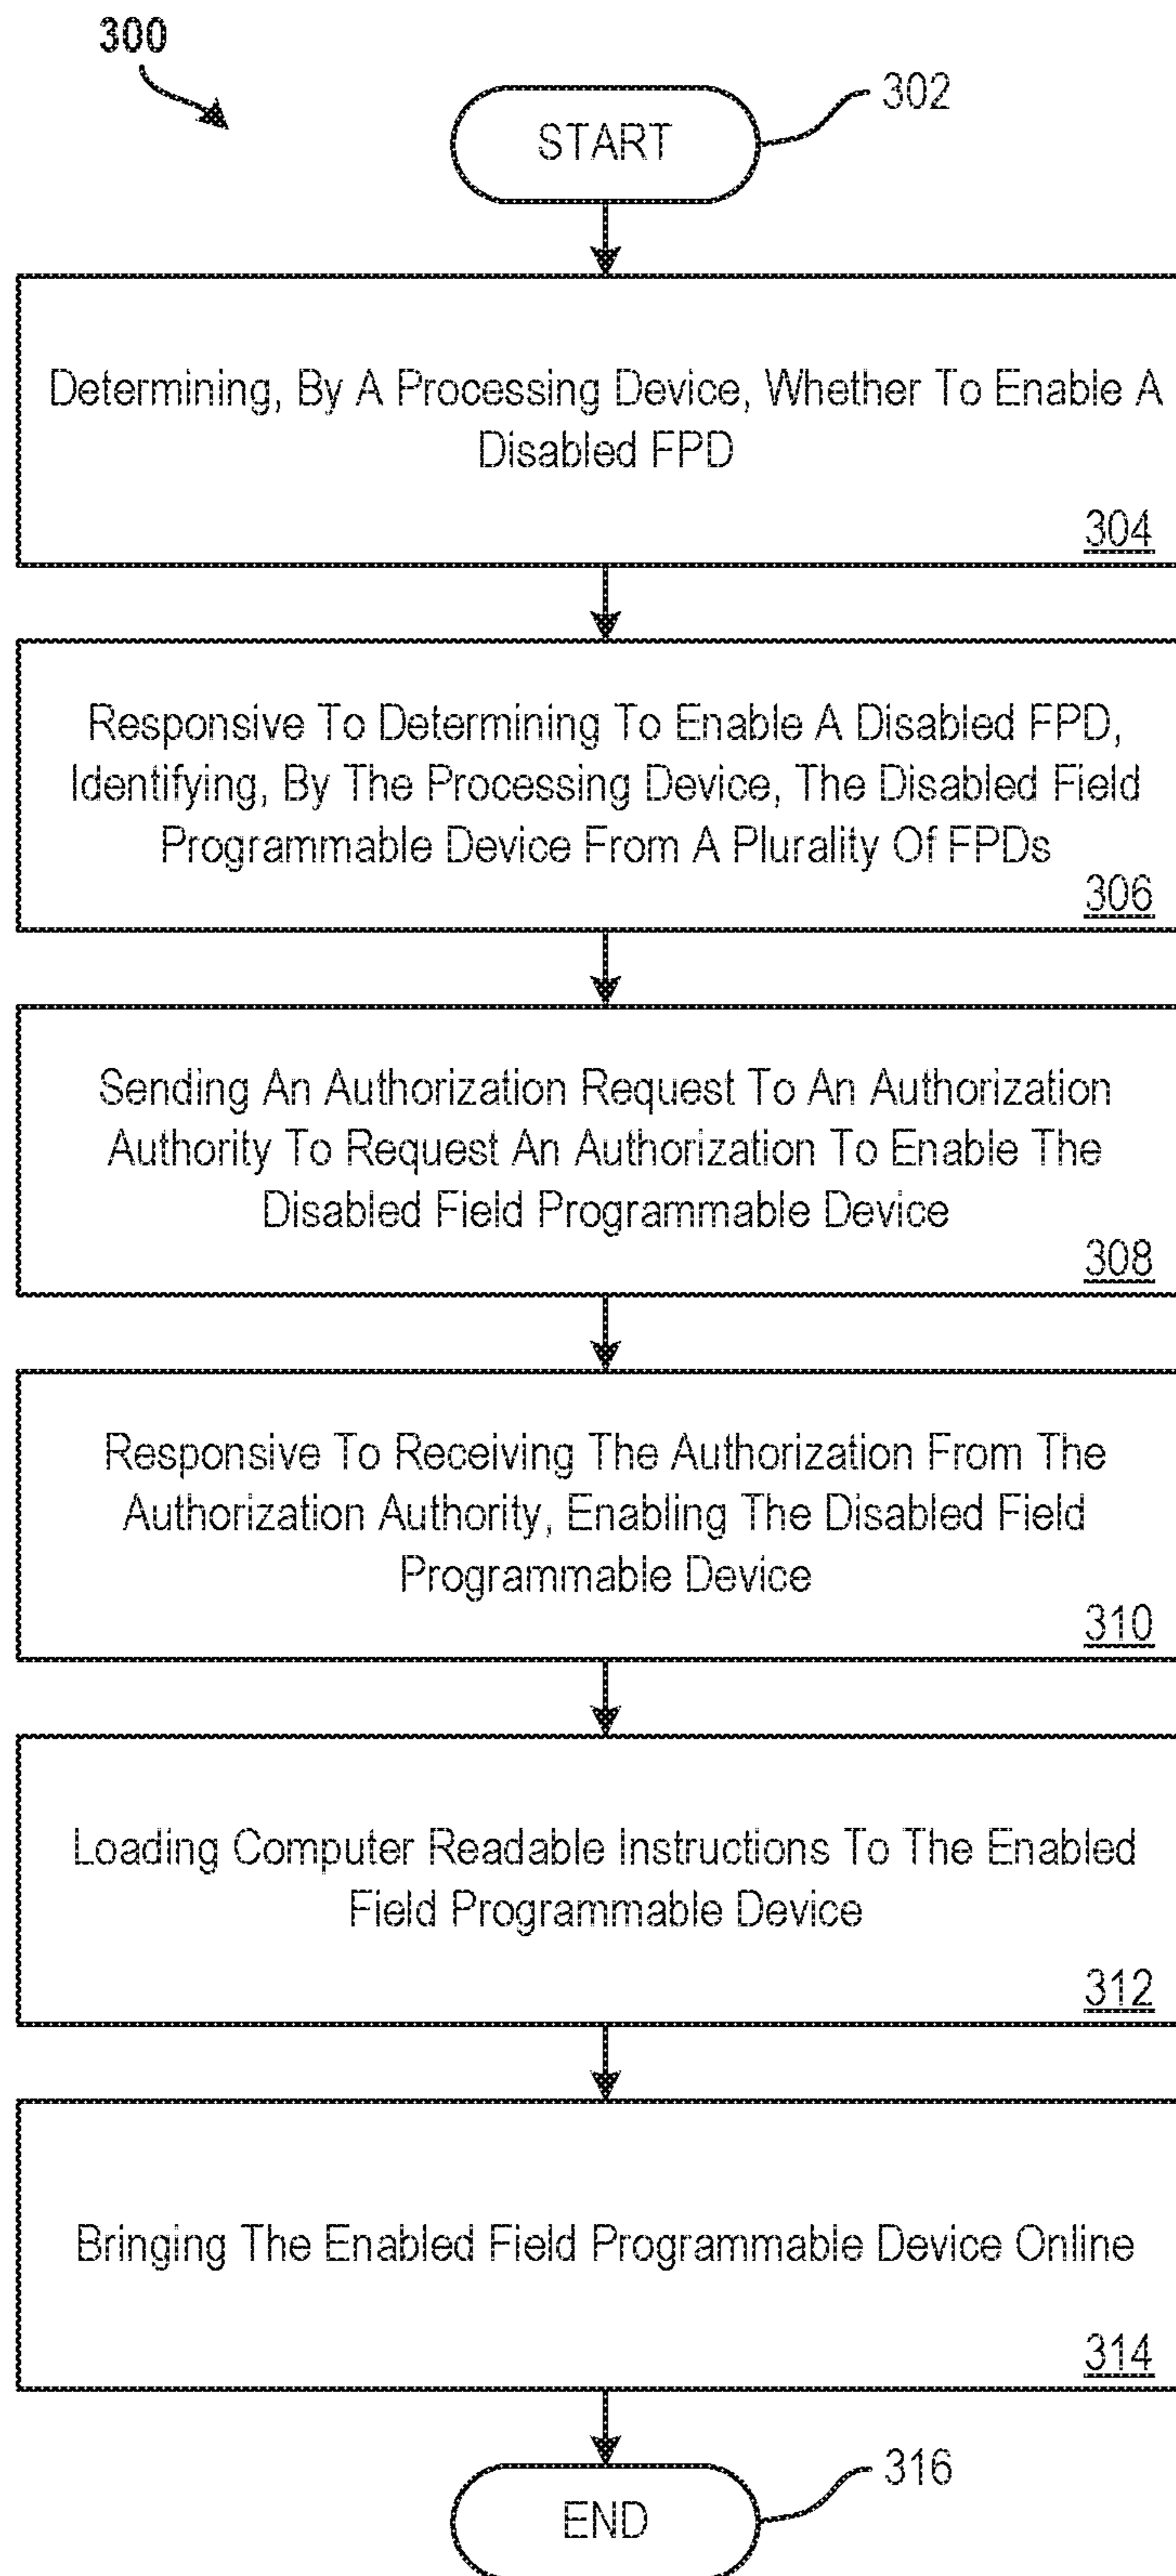 300
START
302
Determining, By A Processing Device, Whether To Enable A
Disabled FPD
304
Responsive To Determining To Enable A Disabled FPD,
Identifying, By The Processing Device, The Disabled Field
Programmable Device From A Plurality Of FPDs
306
Sending An Authorization Request To An Authorization
Authority To Request An Authorization To Enable The
Disabled Field Programmable Device
308
Responsive To Receiving The Authorization From The
Authorization Authority, Enabling The Disabled Field
Programmable Device
310
Loading Computer Readable Instructions To The Enabled
Field Programmable Device
312
Bringing The Enabled Field Programmable Device Online
314
END
316